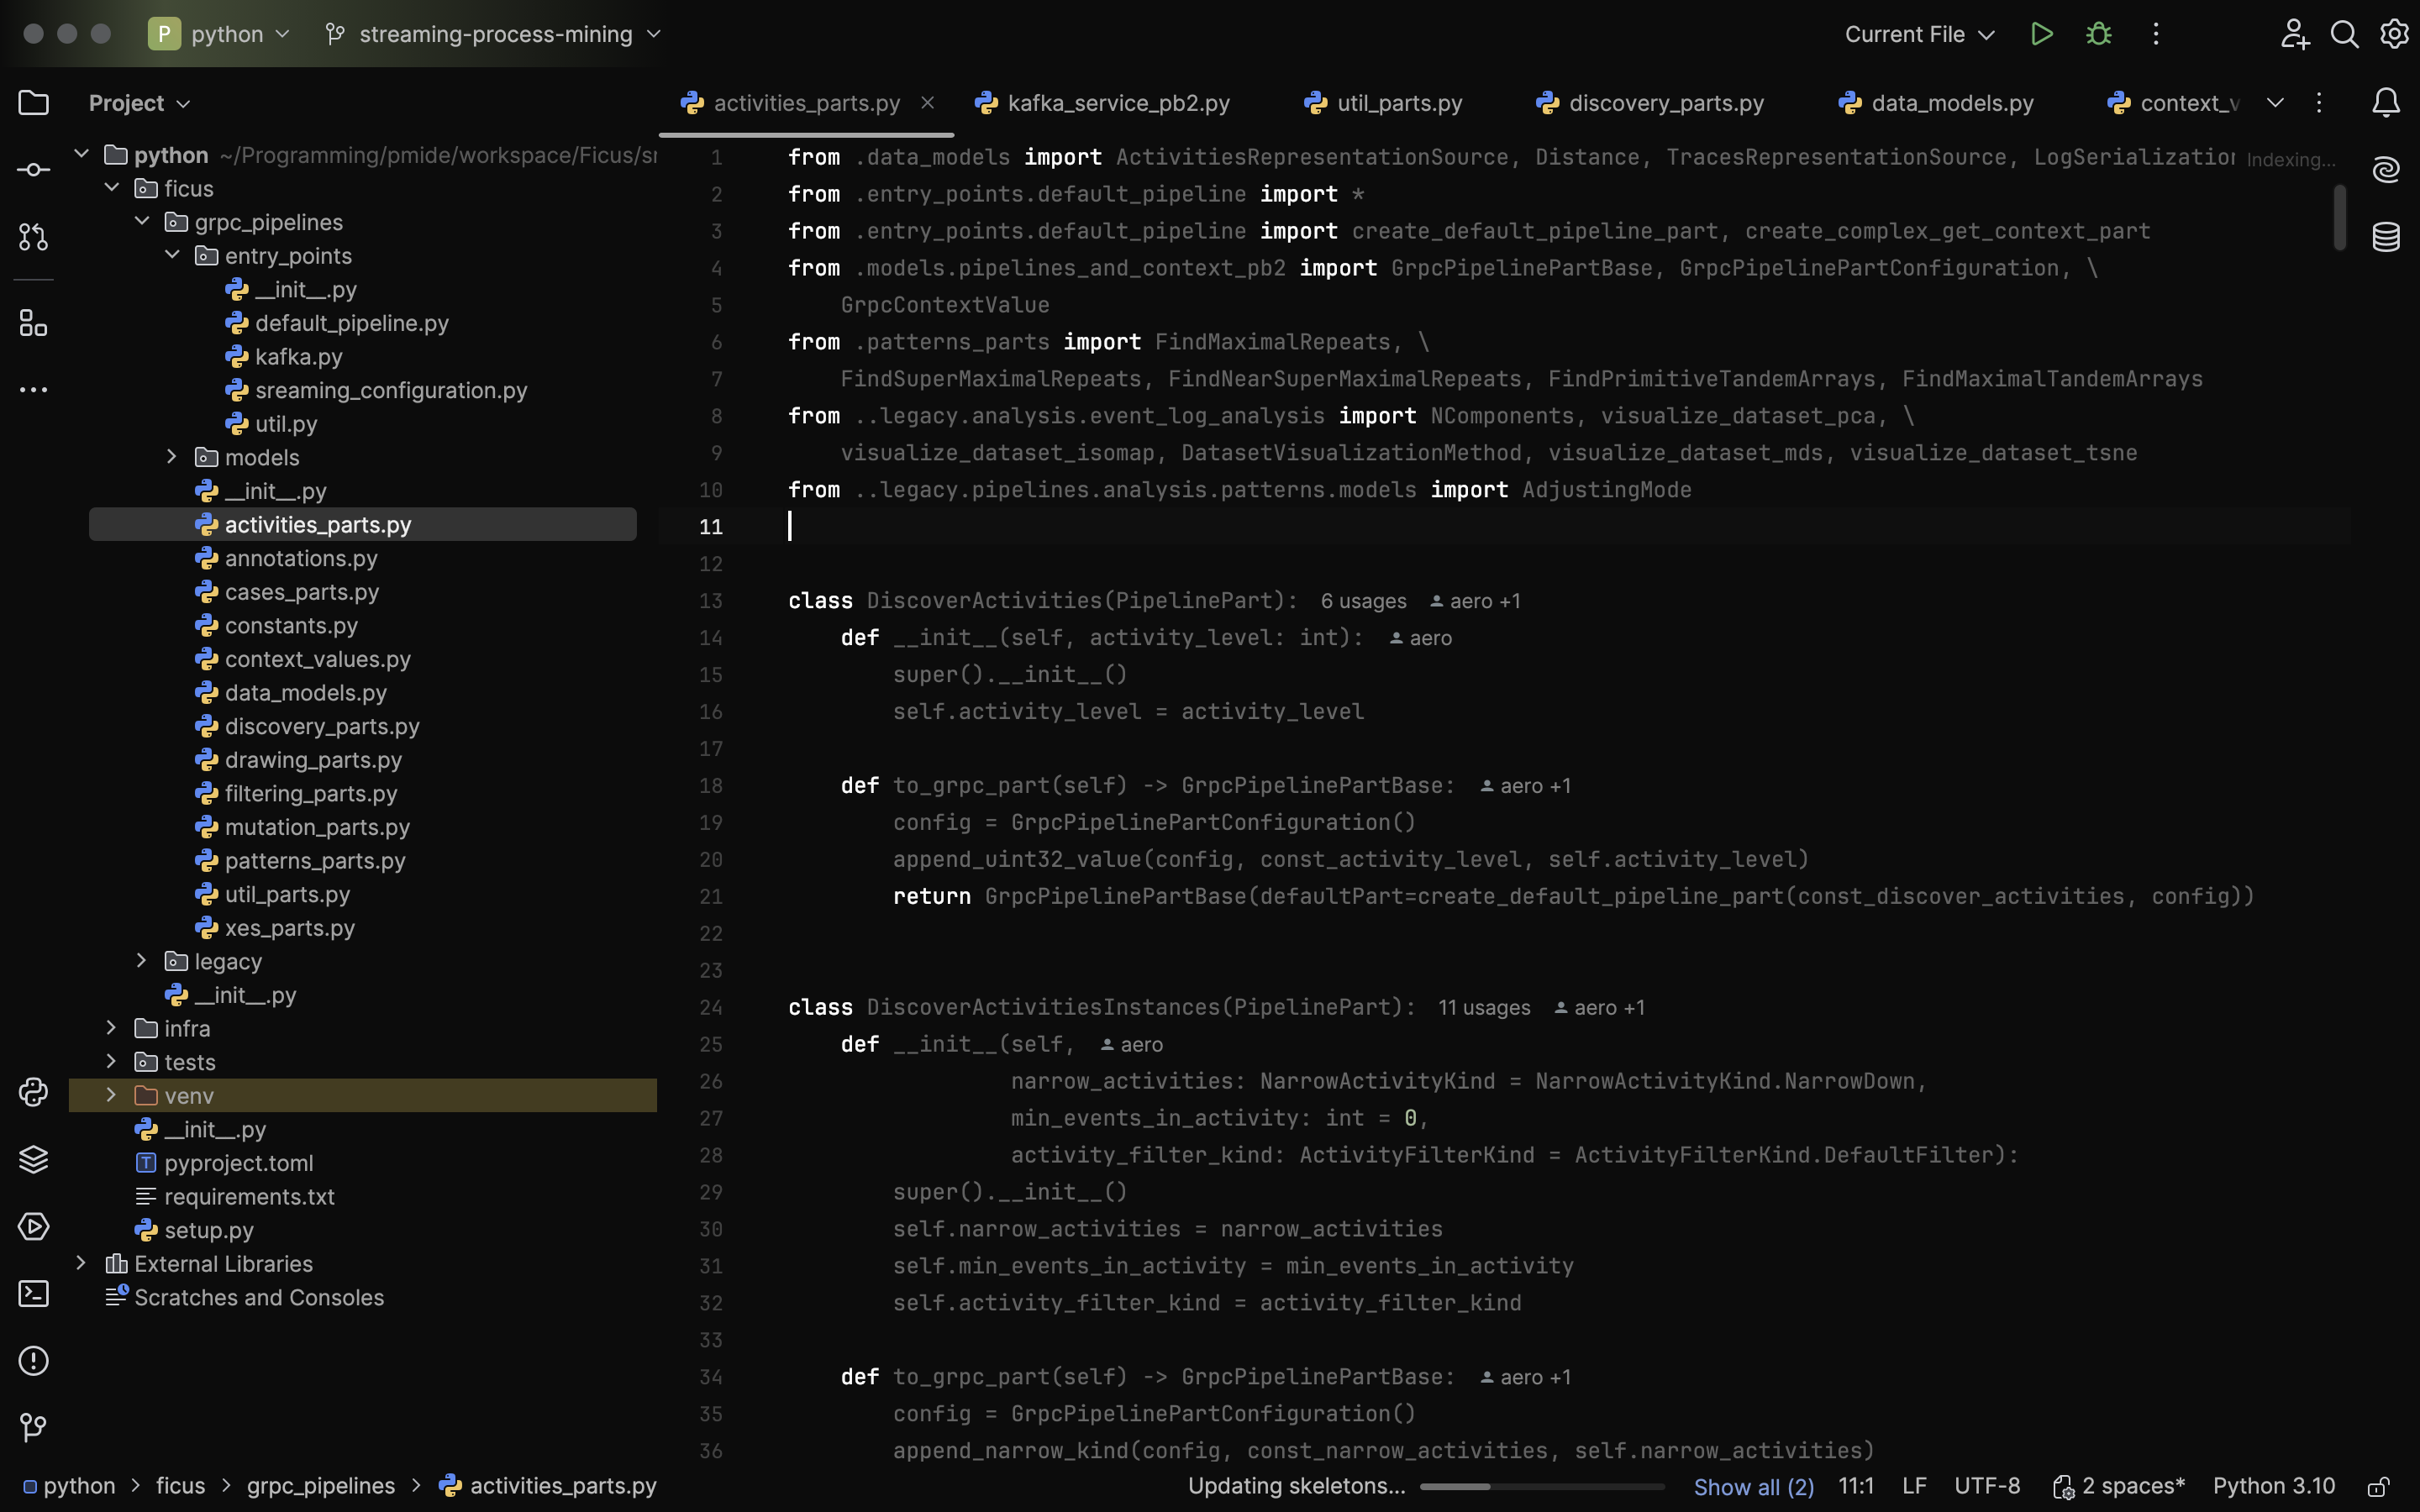 P python streaming-process-mining Current File
Project
activities_parts.py kafka_service_pb2.py util_parts.py discovery_parts.py data_models.py context_v
python ~/Programming/pmide/workspace/Ficus/sr
ficus
grpc_pipelines
entry_points
__init__.py
default_pipeline.py
kafka.py
sreaming_configuration.py
util.py
models
__init__.py
activities_parts.py
annotations.py
cases_parts.py
constants.py
context_values.py
data_models.py
discovery_parts.py
drawing_parts.py
filtering_parts.py
mutation_parts.py
patterns_parts.py
util_parts.py
xes_parts.py
legacy
__init__.py
infra
tests
venv
__init__.py
pyproject.toml
requirements.txt
setup.py
External Libraries
Scratches and Consoles
1 from .data_models import ActivitiesRepresentationSource, Distance, TracesRepresentationSource, LogSerialization Indexing...
2 from .entry_points.default_pipeline import *
3 from .entry_points.default_pipeline import create_default_pipeline_part, create_complex_get_context_part
4 from .models.pipelines_and_context_pb2 import GrpcPipelinePartBase, GrpcPipelinePartConfiguration, \
5 GrpcContextValue
6 from .patterns_parts import FindMaximalRepeats, \
7 FindSuperMaximalRepeats, FindNearSuperMaximalRepeats, FindPrimitiveTandemArrays, FindMaximalTandemArrays
8 from ..legacy.analysis.event_log_analysis import NComponents, visualize_dataset_pca, \
9 visualize_dataset_isomap, DatasetVisualizationMethod, visualize_dataset_mds, visualize_dataset_tsne
10 from ..legacy.pipelines.analysis.patterns.models import AdjustingMode
11
12
13 class DiscoverActivities(PipelinePart): 6 usages aero +1
14 def __init__(self, activity_level: int): aero
15 super().__init__()
16 self.activity_level = activity_level
17
18 def to_grpc_part(self) -> GrpcPipelinePartBase: aero +1
19 config = GrpcPipelinePartConfiguration()
20 append_uint32_value(config, const_activity_level, self.activity_level)
21 return GrpcPipelinePartBase(defaultPart=create_default_pipeline_part(const_discover_activities, config))
22
23
24 class DiscoverActivitiesInstances(PipelinePart): 11 usages aero +1
25 def __init__(self, aero
26 narrow_activities: NarrowActivityKind = NarrowActivityKind.NarrowDown,
27 min_events_in_activity: int = 0,
28 activity_filter_kind: ActivityFilterKind = ActivityFilterKind.DefaultFilter):
29 super().__init__()
30 self.narrow_activities = narrow_activities
31 self.min_events_in_activity = min_events_in_activity
32 self.activity_filter_kind = activity_filter_kind
33
34 def to_grpc_part(self) -> GrpcPipelinePartBase: aero +1
35 config = GrpcPipelinePartConfiguration()
36 append_narrow_kind(config, const_narrow_activities, self.narrow_activities)
python > ficus > grpc_pipelines > activities_parts.py Updating skeletons... Show all (2) 11:1 LF UTF-8 2 spaces* Python 3.10